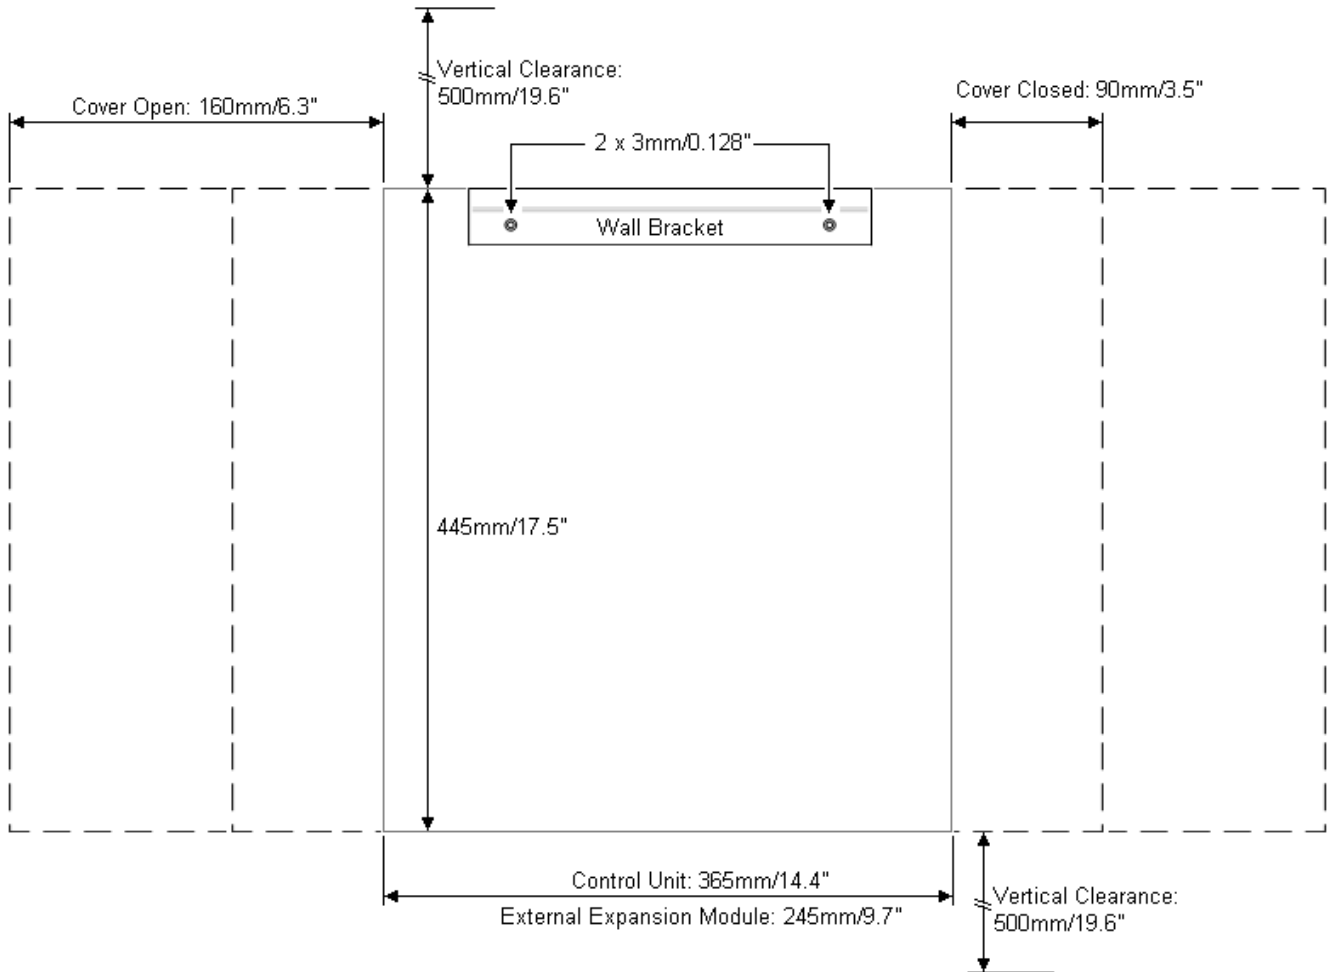 Vertical Clearance:
500mm/19.6"
Cover Open: 160mm/6.3"
Cover Closed: 90mm/3.5"
2 x 3mm/0.128"
Wall Bracket
445mm/17.5"
Control Unit: 365mm/14.4"
External Expansion Module: 245mm/9.7"
Vertical Clearance:
500mm/19.6"